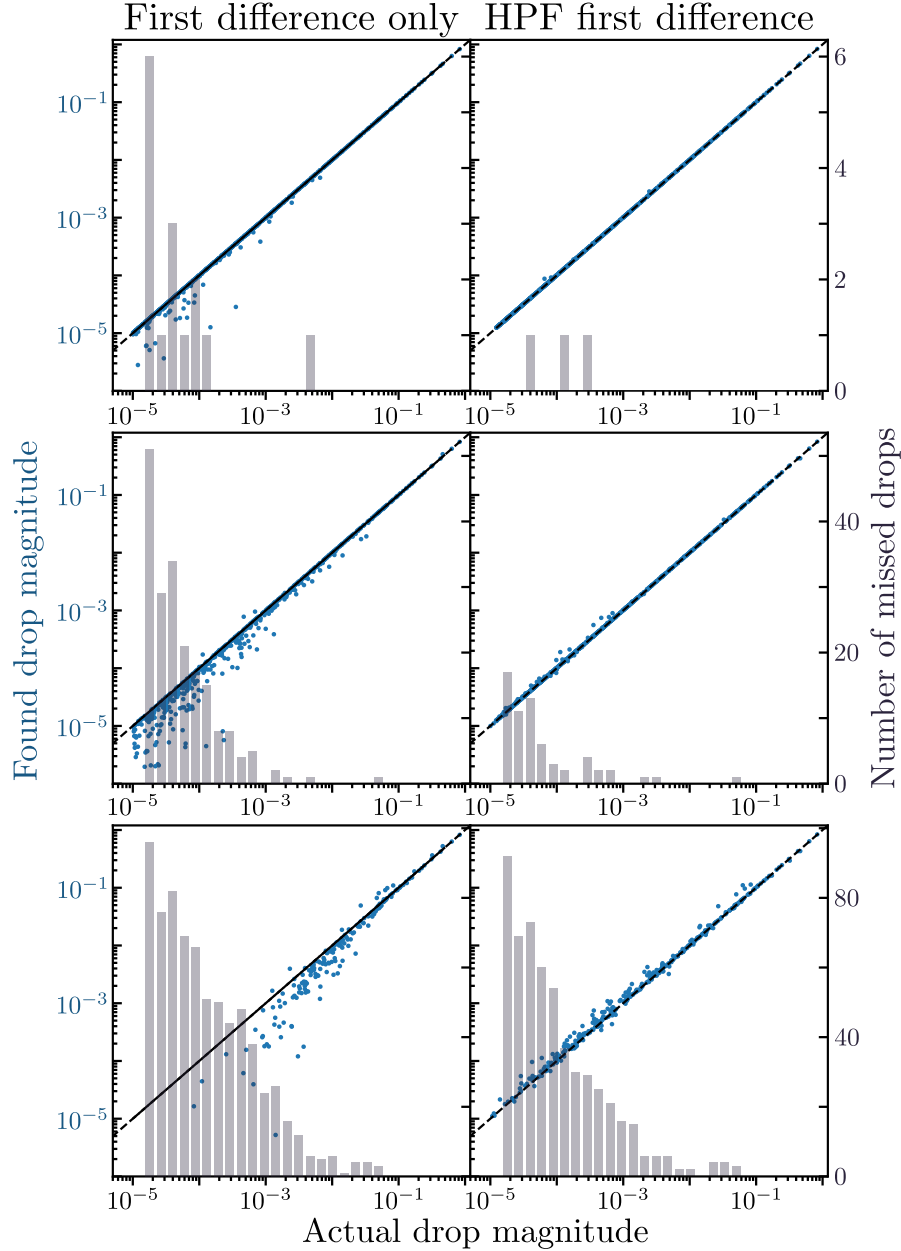 First difference only HPF first difference
10⁻¹
10⁻³
10⁻⁵
6
4
2
0
10⁻⁵ 10⁻³ 10⁻¹ 10⁻⁵ 10⁻³ 10⁻¹
Found drop magnitude
10⁻¹
10⁻³
10⁻⁵
40
20
0
Number of missed drops
10⁻⁵ 10⁻³ 10⁻¹ 10⁻⁵ 10⁻³ 10⁻¹
10⁻¹
10⁻³
10⁻⁵
80
40
0
10⁻⁵ 10⁻³ 10⁻¹ 10⁻⁵ 10⁻³ 10⁻¹
Actual drop magnitude